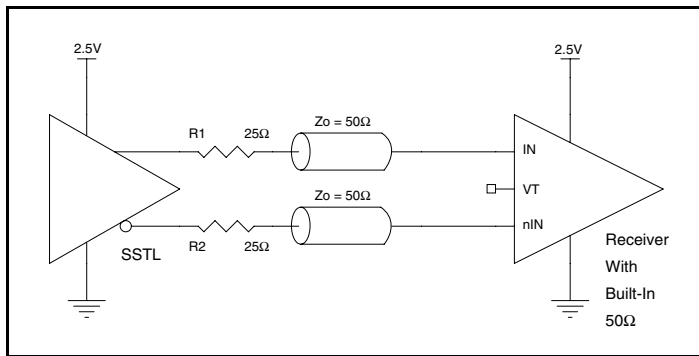 2.5V
2.5V
Zo = 50Ω
R1
25Ω
IN
VT
Zo = 50Ω
nIN
R2
25Ω
SSTL
Receiver
With
Built-In
50Ω